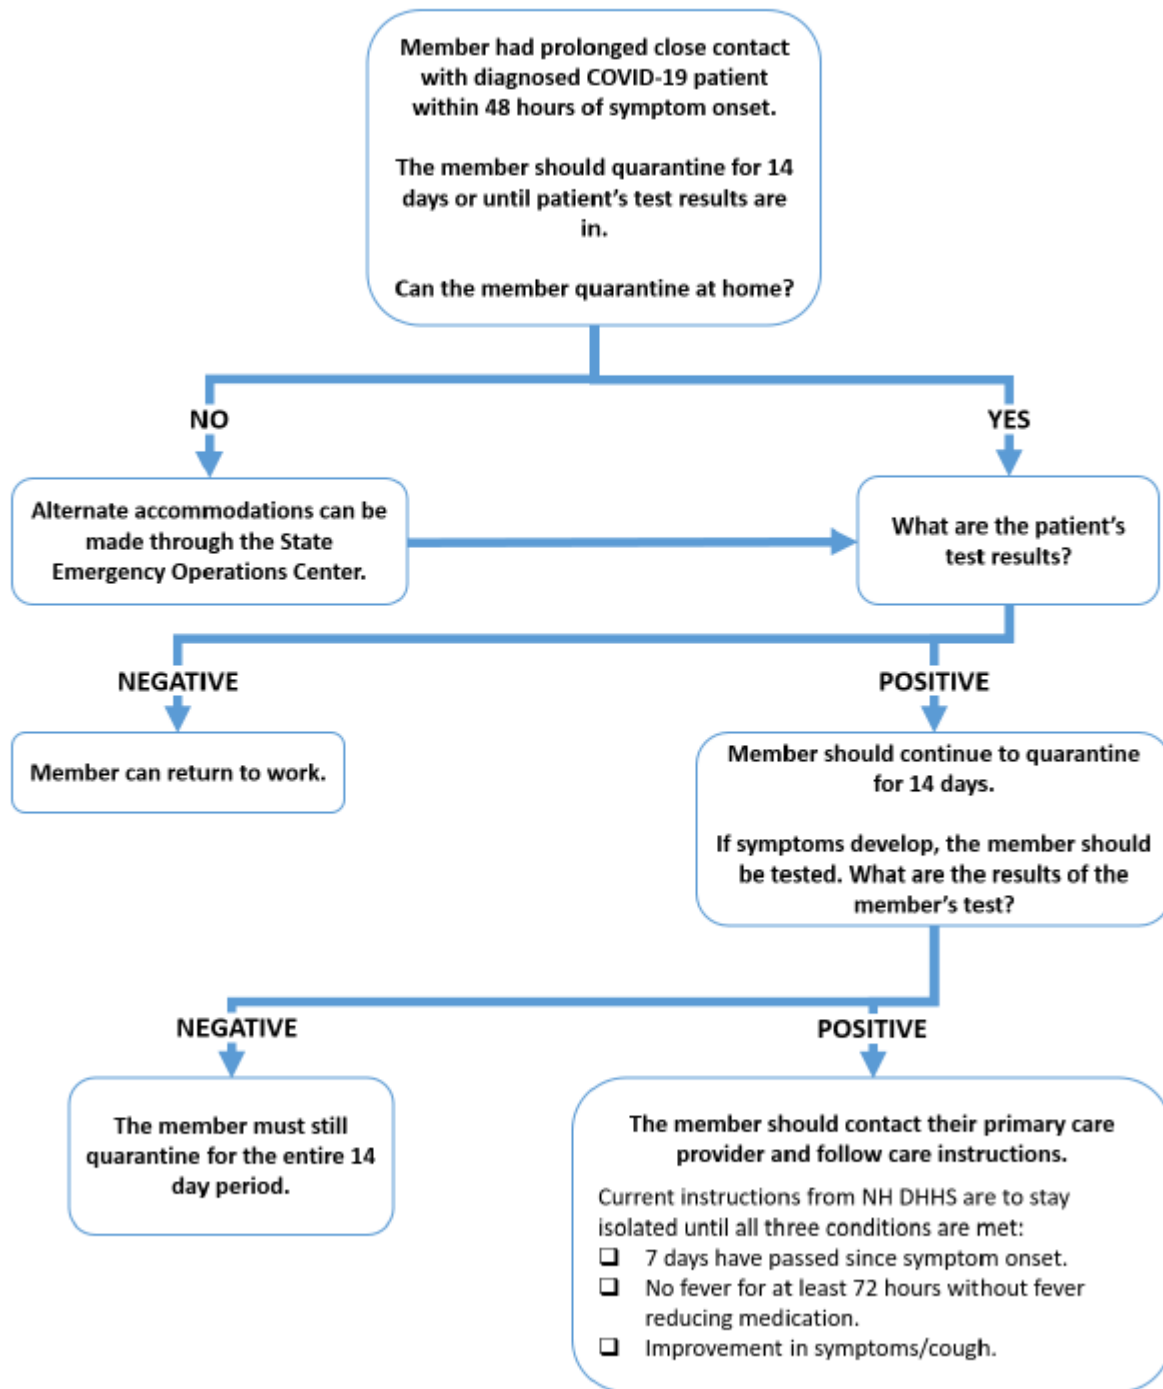 Member had prolonged close contact
with diagnosed COVID-19 patient
within 48 hours of symptom onset.
The member should quarantine for 14
days or until patient's test results are
in.
Can the member quarantine at home?
NO
YES
Alternate accommodations can be
made through the State
Emergency Operations Center.
What are the patient's
test results?
NEGATIVE
POSITIVE
Member can return to work.
Member should continue to quarantine
for 14 days.
If symptoms develop, the member should
be tested. What are the results of the
member's test?
NEGATIVE
POSITIVE
The member must still
quarantine for the entire 14
day period.
The member should contact their primary care
provider and follow care instructions.
Current instructions from NH DHHS are to stay
isolated until all three conditions are met:
❑ 7 days have passed since symptom onset.
❑ No fever for at least 72 hours without fever
reducing medication.
❑ Improvement in symptoms/cough.